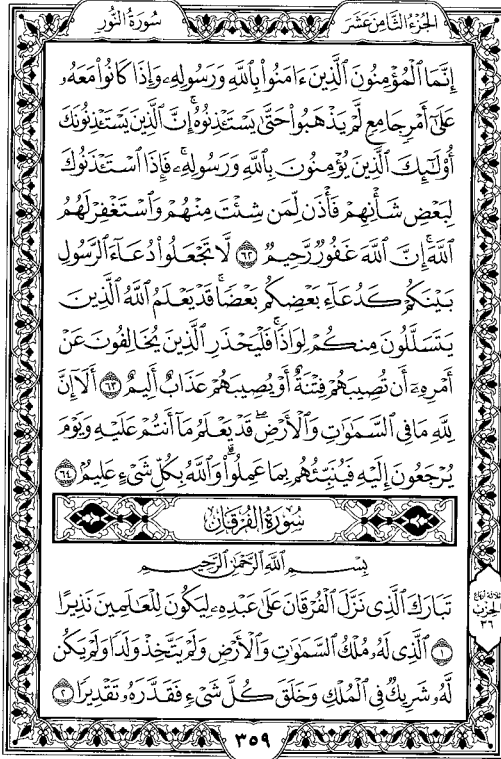 الجزء الثامن عشر
سورة النور
إِنَّمَا ٱلْمُؤْمِنُونَ ٱلَّذِينَ ءَامَنُوا۟ بِٱللَّهِ وَرَسُولِهِۦ وَإِذَا كَانُوا۟ مَعَهُۥ
عَلَىٰٓ أَمْرٍ جَامِعٍ لَّمْ يَذْهَبُوا۟ حَتَّىٰ يَسْتَـْٔذِنُوهُ ۚ إِنَّ ٱلَّذِينَ يَسْتَـْٔذِنُونَكَ
أُو۟لَـٰٓئِكَ ٱلَّذِينَ يُؤْمِنُونَ بِٱللَّهِ وَرَسُولِهِۦ ۚ فَإِذَا ٱسْتَـْٔذَنُوكَ
لِبَعْضِ شَأْنِهِمْ فَأْذَن لِّمَن شِئْتَ مِنْهُمْ وَٱسْتَغْفِرْ لَهُمُ
ٱللَّهَ ۚ إِنَّ ٱللَّهَ غَفُورٌ رَّحِيمٌ ٦٢ لَّا تَجْعَلُوا۟ دُعَآءَ ٱلرَّسُولِ
بَيْنَكُمْ كَدُعَآءِ بَعْضِكُم بَعْضًا ۚ قَدْ يَعْلَمُ ٱللَّهُ ٱلَّذِينَ
يَتَسَلَّلُونَ مِنكُمْ لِوَاذًا ۚ فَلْيَحْذَرِ ٱلَّذِينَ يُخَالِفُونَ عَنْ
أَمْرِهِۦٓ أَن تُصِيبَهُمْ فِتْنَةٌ أَوْ يُصِيبَهُمْ عَذَابٌ أَلِيمٌ ٦٣ أَلَآ إِنَّ
لِلَّهِ مَا فِى ٱلسَّمَـٰوَٰتِ وَٱلْأَرْضِ ۖ قَدْ يَعْلَمُ مَآ أَنتُمْ عَلَيْهِ وَيَوْمَ
يُرْجَعُونَ إِلَيْهِ فَيُنَبِّئُهُم بِمَا عَمِلُوا۟ ۗ وَٱللَّهُ بِكُلِّ شَىْءٍ عَلِيمٌۢ ٦٤
سورة الفرقان
بِسْمِ ٱللَّهِ ٱلرَّحْمَـٰنِ ٱلرَّحِيمِ
تَبَارَكَ ٱلَّذِى نَزَّلَ ٱلْفُرْقَانَ عَلَىٰ عَبْدِهِۦ لِيَكُونَ لِلْعَـٰلَمِينَ نَذِيرًا
١ ٱلَّذِى لَهُۥ مُلْكُ ٱلسَّمَـٰوَٰتِ وَٱلْأَرْضِ وَلَمْ يَتَّخِذْ وَلَدًا وَلَمْ يَكُن
لَّهُۥ شَرِيكٌ فِى ٱلْمُلْكِ وَخَلَقَ كُلَّ شَىْءٍ فَقَدَّرَهُۥ تَقْدِيرًا ٢
ثلاثة أرباع
الحزب
٣٦
٣٥٩